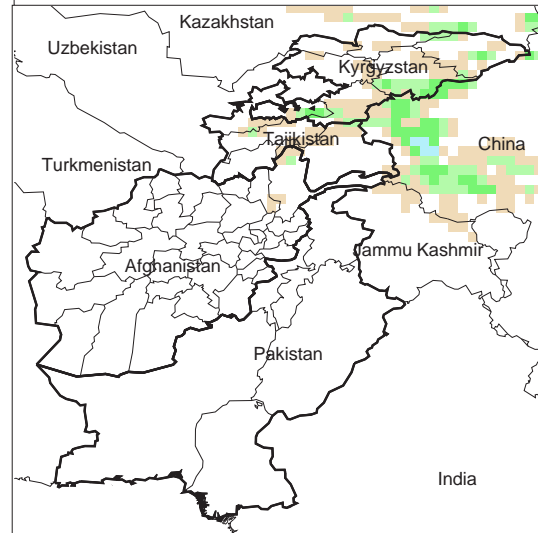 Kazakhstan
Uzbekistan
Kyrgyzstan
Tajikistan
China
Turkmenistan
Jammu Kashmir
Afghanistan
Pakistan
India